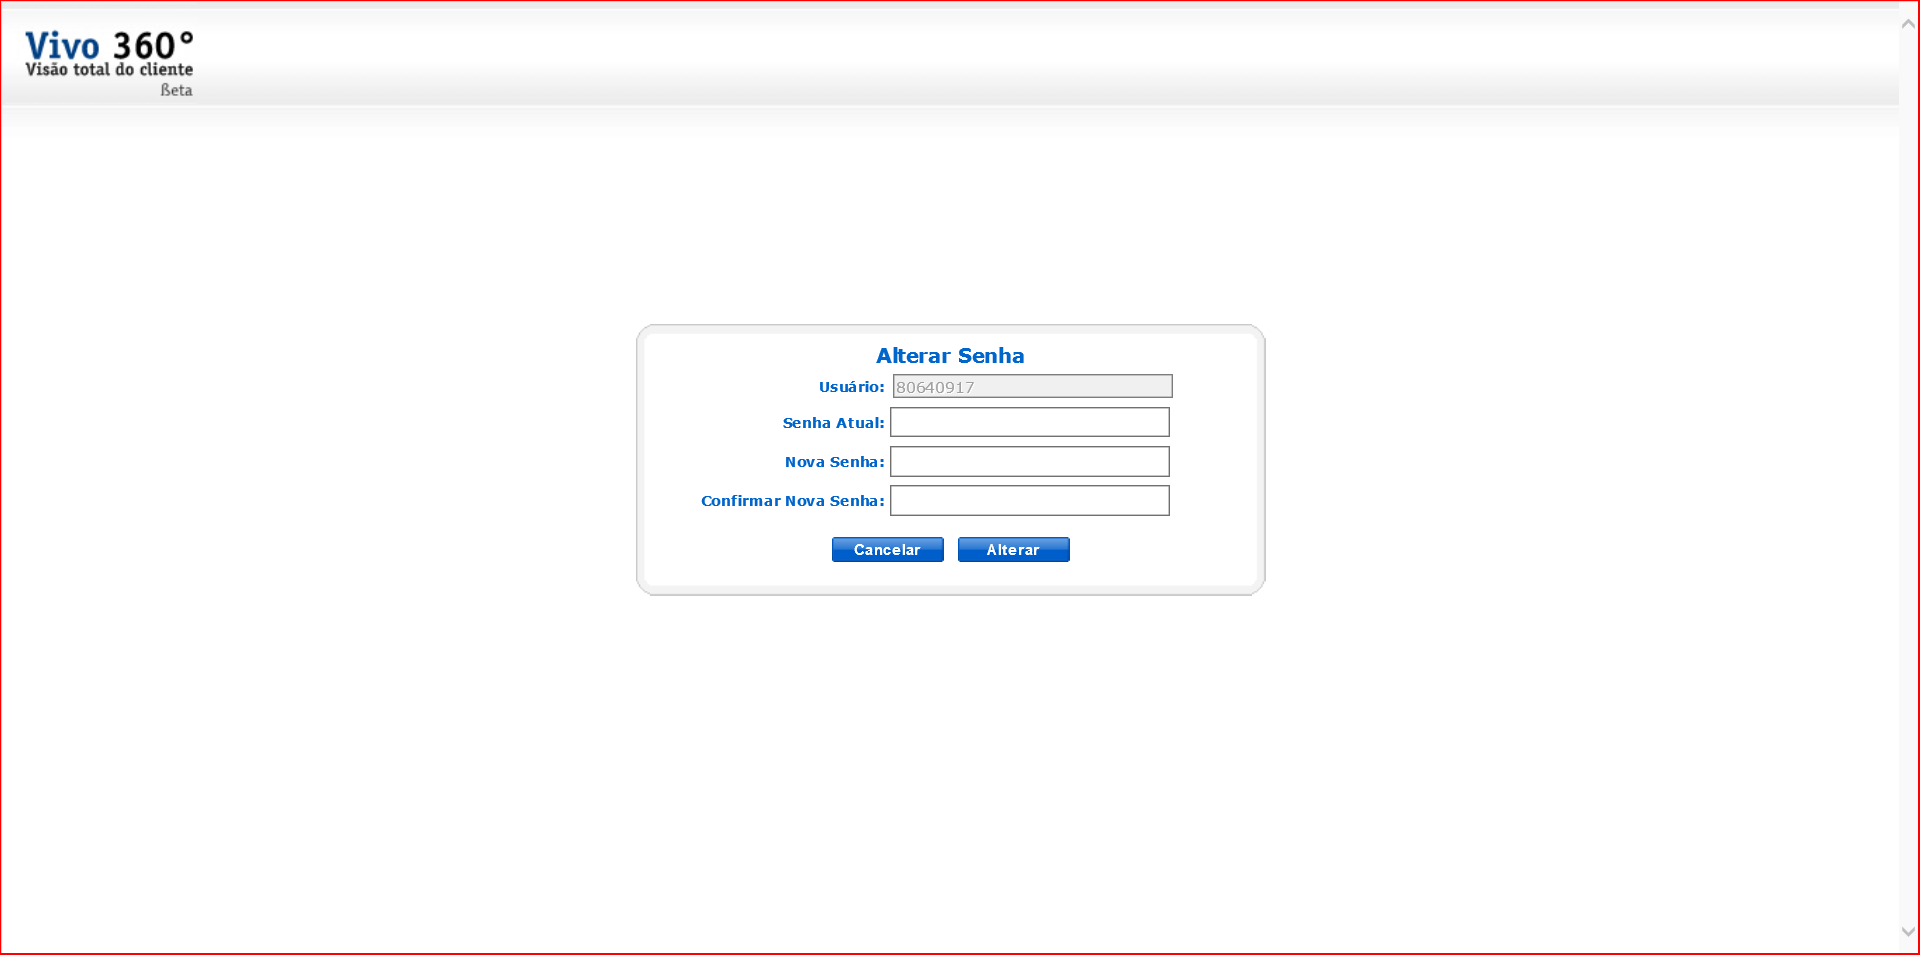 Vivo 360°
Visão total do cliente
ßeta
Alterar Senha
Usuário: 80640917
Senha Atual:
Nova Senha:
Confirmar Nova Senha:
Cancelar Alterar